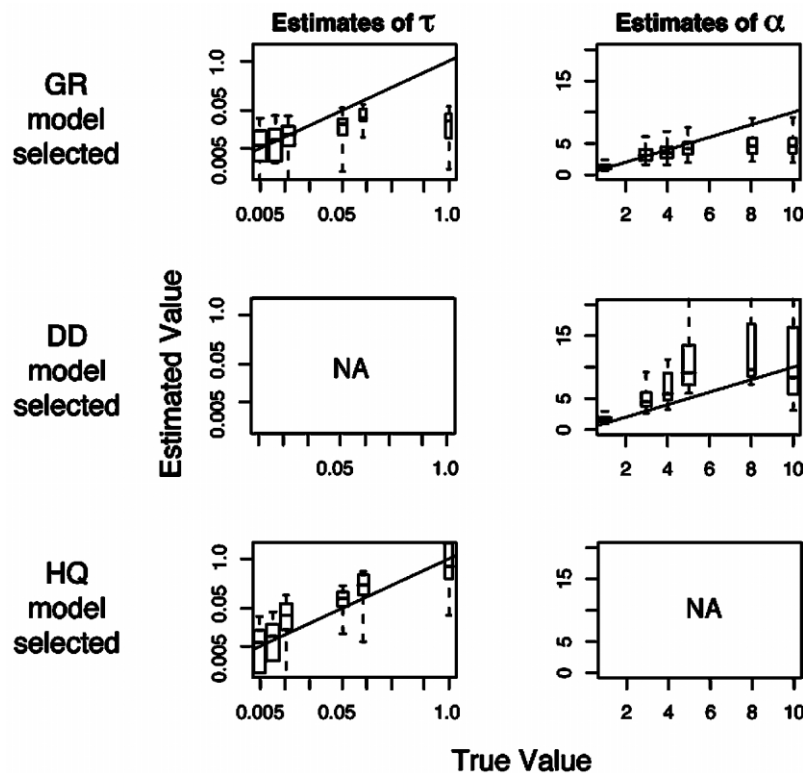 Estimates of τ
Estimates of α
GR
model
selected
1.0
0.05
0.005
0.005
0.05
1.0
15
5
0
2
4
6
8
10
Estimated Value
DD
model
selected
1.0
0.05
0.005
NA
0.05
1.0
15
5
0
2
4
6
8
10
HQ
model
selected
1.0
0.05
0.005
0.005
0.05
1.0
15
5
0
NA
2
4
6
8
10
True Value